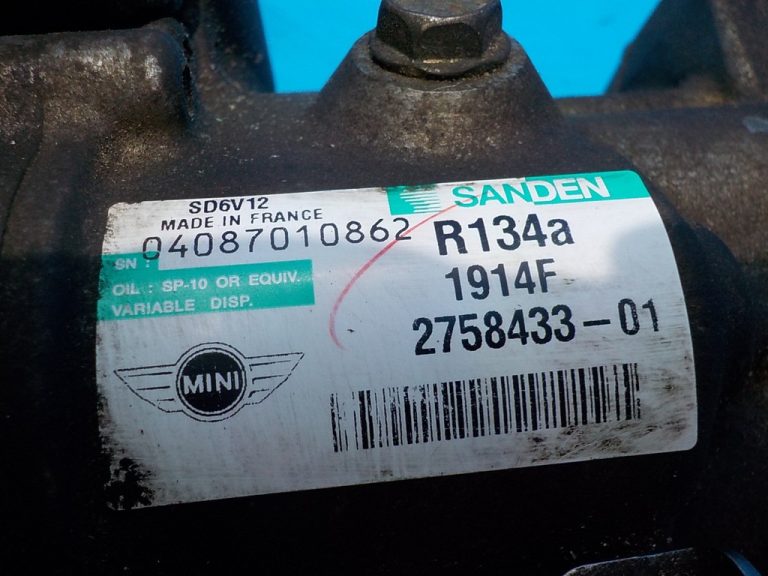 SD6V12
MADE IN FRANCE
SANDEN
SN : 04087010862
R134a
OIL : SP-10 OR EQUIV.
VARIABLE DISP.
1914F
2758433-01
MINI